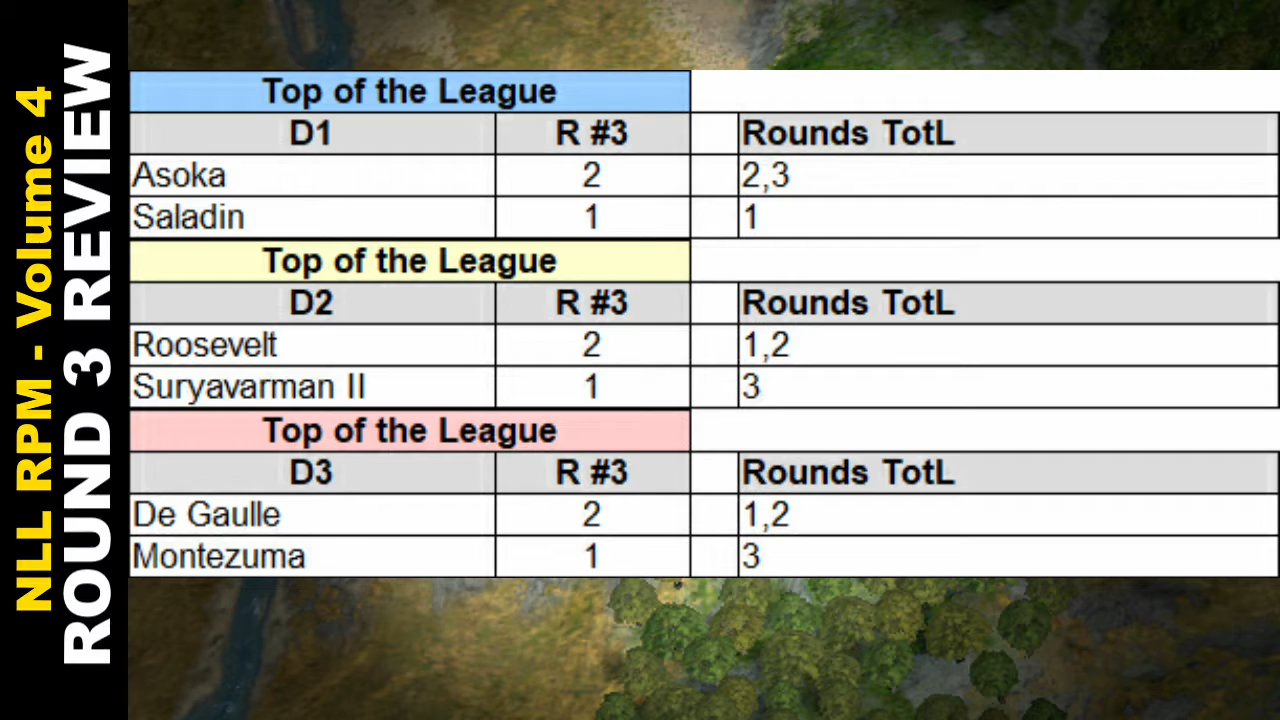 NLL RPM - Volume 4
ROUND 3 REVIEW
Top of the League
D1 R #3 Rounds TotL
Asoka 2 2,3
Saladin 1 1
Top of the League
D2 R #3 Rounds TotL
Roosevelt 2 1,2
Suryavarman II 1 3
Top of the League
D3 R #3 Rounds TotL
De Gaulle 2 1,2
Montezuma 1 3